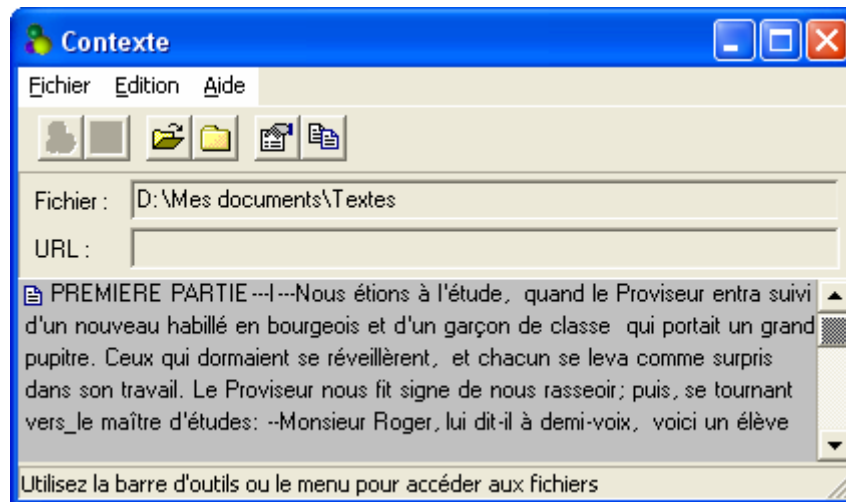 Contexte
Fichier Edition Aide
Fichier : D:\Mes documents\Textes
URL :
PREMIERE PARTIE ---I ---Nous étions à l'étude, quand le Proviseur entra suivi
d'un nouveau habillé en bourgeois et d'un garçon de classe qui portait un grand
pupitre. Ceux qui dormaient se réveillèrent, et chacun se leva comme surpris
dans son travail. Le Proviseur nous fit signe de nous rasseoir; puis, se tournant
vers_le maître d'études: --Monsieur Roger, lui dit-il à demi-voix, voici un élève
Utilisez la barre d'outils ou le menu pour accéder aux fichiers